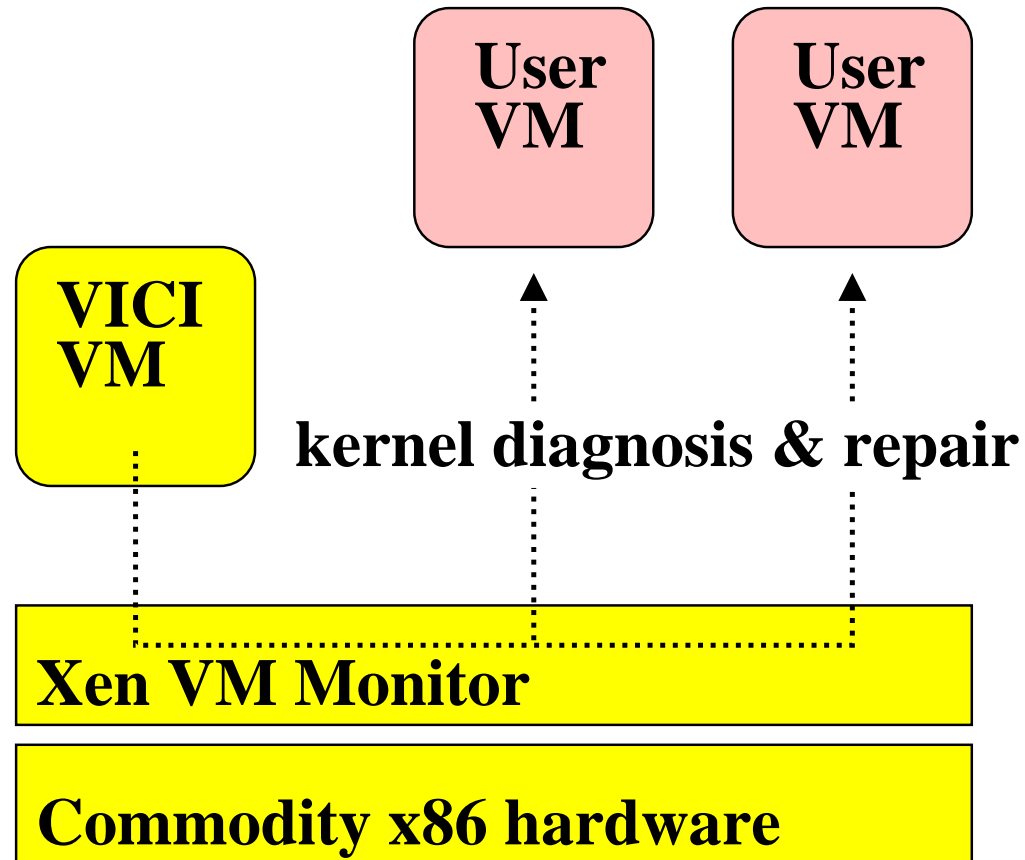 User
VM
User
VM
VICI
VM
kernel diagnosis & repair
Xen VM Monitor
Commodity x86 hardware